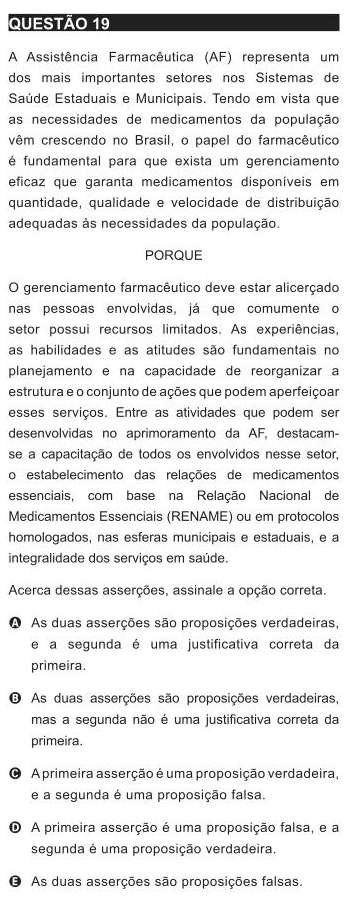 QUESTÃO 19
A Assistência Farmacêutica (AF) representa um
dos mais importantes setores nos Sistemas de
Saúde Estaduais e Municipais. Tendo em vista que
as necessidades de medicamentos da população
vêm crescendo no Brasil, o papel do farmacêutico
é fundamental para que exista um gerenciamento
eficaz que garanta medicamentos disponíveis em
quantidade, qualidade e velocidade de distribuição
adequadas às necessidades da população.
PORQUE
O gerenciamento farmacêutico deve estar alicerçado
nas pessoas envolvidas, já que comumente o
setor possui recursos limitados. As experiências,
as habilidades e as atitudes são fundamentais no
planejamento e na capacidade de reorganizar a
estrutura e o conjunto de ações que podem aperfeiçoar
esses serviços. Entre as atividades que podem ser
desenvolvidas no aprimoramento da AF, destacam-
se a capacitação de todos os envolvidos nesse setor,
o estabelecimento das relações de medicamentos
essenciais, com base na Relação Nacional de
Medicamentos Essenciais (RENAME) ou em protocolos
homologados, nas esferas municipais e estaduais, e a
integralidade dos serviços em saúde.
Acerca dessas asserções, assinale a opção correta.
A As duas asserções são proposições verdadeiras,
e a segunda é uma justificativa correta da
primeira.
B As duas asserções são proposições verdadeiras,
mas a segunda não é uma justificativa correta da
primeira.
C A primeira asserção é uma proposição verdadeira,
e a segunda é uma proposição falsa.
D A primeira asserção é uma proposição falsa, e a
segunda é uma proposição verdadeira.
E As duas asserções são proposições falsas.